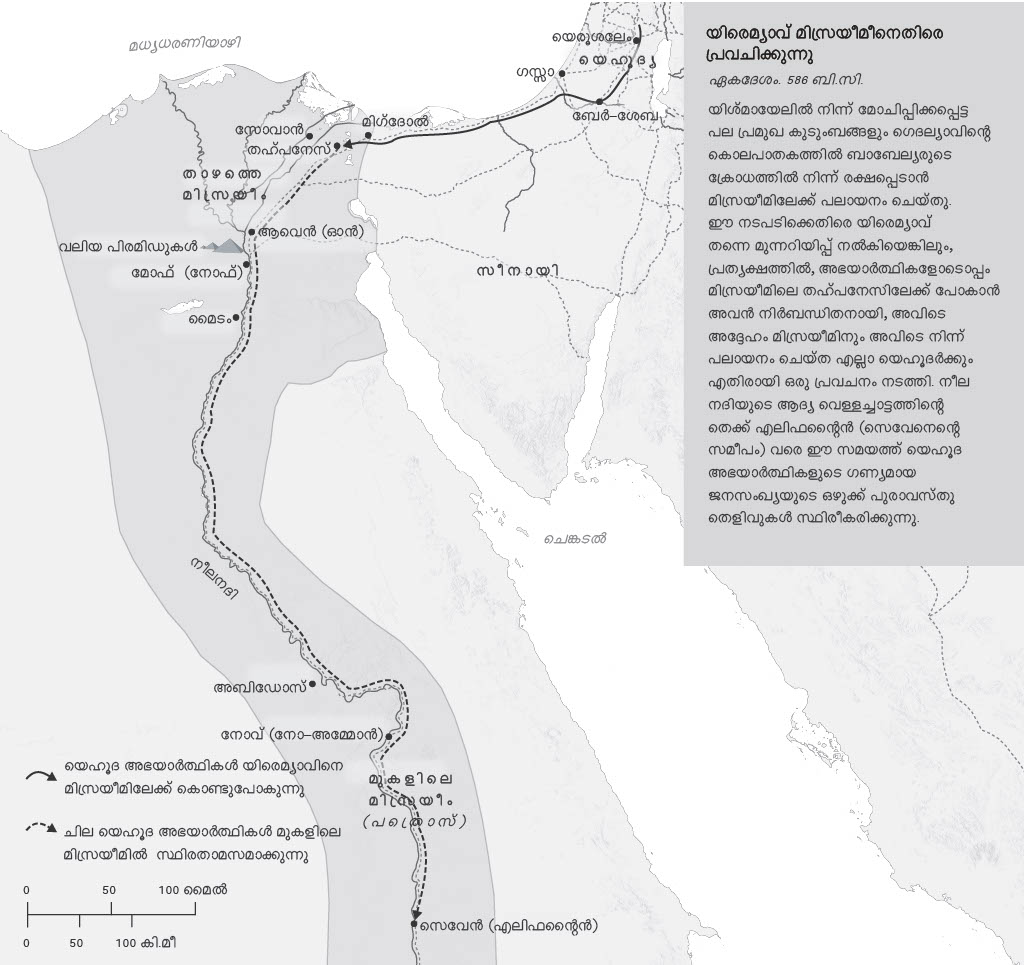 യിരെമ്യാവ് മിസ്രയീമീനെതിരെ
പ്രവചിക്കുന്നു
ഏകദേശം. 586 ബി.സി.
യിശ്മായേലിൽ നിന്ന് മോചിപ്പിക്കപ്പെട്ട
പല പ്രമുഖ കുടുംബങ്ങളും ഗെദല്യാവിന്റെ
കൊലപാതകത്തിൽ ബാബേല്യരുടെ
ക്രോധത്തിൽ നിന്ന് രക്ഷപ്പെടാൻ
മിസ്രയീമിലേക്ക് പലായനം ചെയ്തു.
ഈ നടപടിക്കെതിരെ യിരെമ്യാവ്
തന്നെ മുന്നറിയിപ്പ് നൽകിയെങ്കിലും,
പ്രത്യക്ഷത്തിൽ, അഭയാർത്ഥികളോടൊപ്പം
മിസ്രയീമിലെ തഹ്പനേസിലേക്ക് പോകാൻ
അവൻ നിർബന്ധിതനായി, അവിടെ
അദ്ദേഹം മിസ്രയീമിനും അവിടെ നിന്ന്
പലായനം ചെയ്ത എല്ലാ യെഹൂദർക്കും
എതിരായി ഒരു പ്രവചനം നടത്തി. നീല
നദിയുടെ ആദ്യ വെള്ളച്ചാട്ടത്തിന്റെ
തെക്ക് എലിഫന്റൈൻ (സെവേനെന്റെ
സമീപം) വരെ ഈ സമയത്ത് യെഹൂദ
അഭയാർത്ഥികളുടെ ഗണ്യമായ
ജനസംഖ്യയുടെ ഒഴുക്ക് പുരാവസ്തു
തെളിവുകൾ സ്ഥിരീകരിക്കുന്നു.
മധ്യധരണിയാഴി
യെരുശലേം
യെഹൂദ്യ
ഗസ്സാ
ബേർ-ശേബ
മിഗ്ദോൽ
സോവാൻ
തഹ്പനേസ്
താഴത്തെ
മിസ്രയീം
ആവെൻ (ഓൻ)
വലിയ പിരമിഡുകൾ
മോഫ് (നോഫ്)
സീനായി
മൈടം
ചെങ്കടൽ
നീലനദി
അബിഡോസ്
നോവ് (നോ-അമ്മോൻ)
മുകളിലെ
മിസ്രയീം
(പത്രൊസ്)
സെവേൻ (എലിഫന്റൈൻ)
യെഹൂദ അഭയാർത്ഥികൾ യിരെമ്യാവിനെ
മിസ്രയീമിലേക്ക് കൊണ്ടുപോകുന്നു
ചില യെഹൂദ അഭയാർത്ഥികൾ മുകളിലെ
മിസ്രയീമിൽ സ്ഥിരതാമസമാക്കുന്നു
0 50 100 മൈൽ
0 50 100 കി.മീ